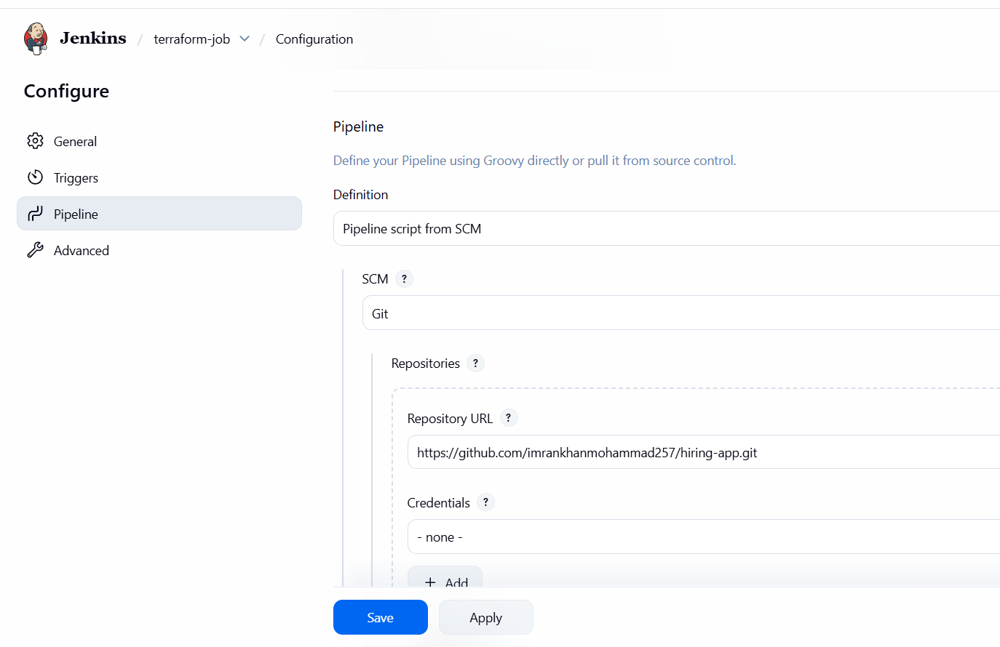 Jenkins / terraform-job / Configuration
Configure
General
Triggers
Pipeline
Advanced
Pipeline
Define your Pipeline using Groovy directly or pull it from source control.
Definition
Pipeline script from SCM
SCM ?
Git
Repositories ?
Repository URL ?
https://github.com/imrankhanmohammad257/hiring-app.git
Credentials ?
- none -
+ Add
Save Apply